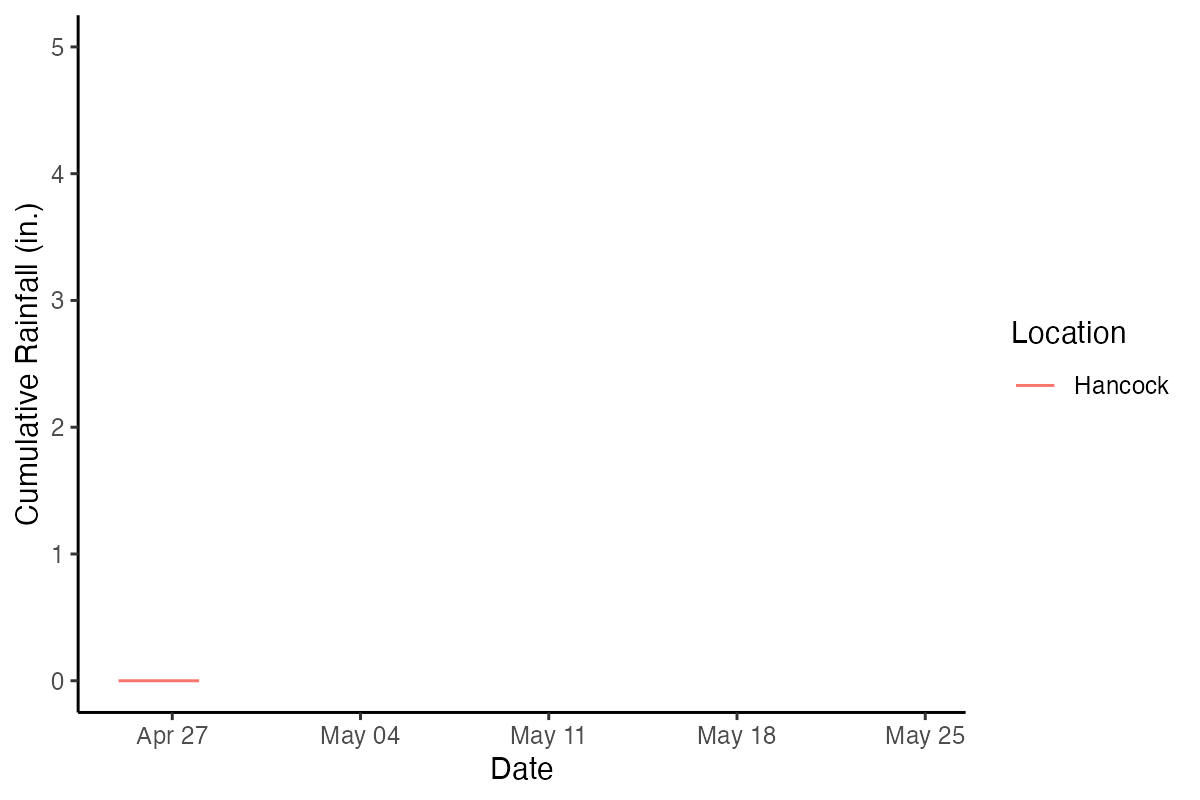 5
4
3
2
1
0
Cumulative Rainfall (in.)
Apr 27
May 04
May 11
May 18
May 25
Date
Location
Hancock